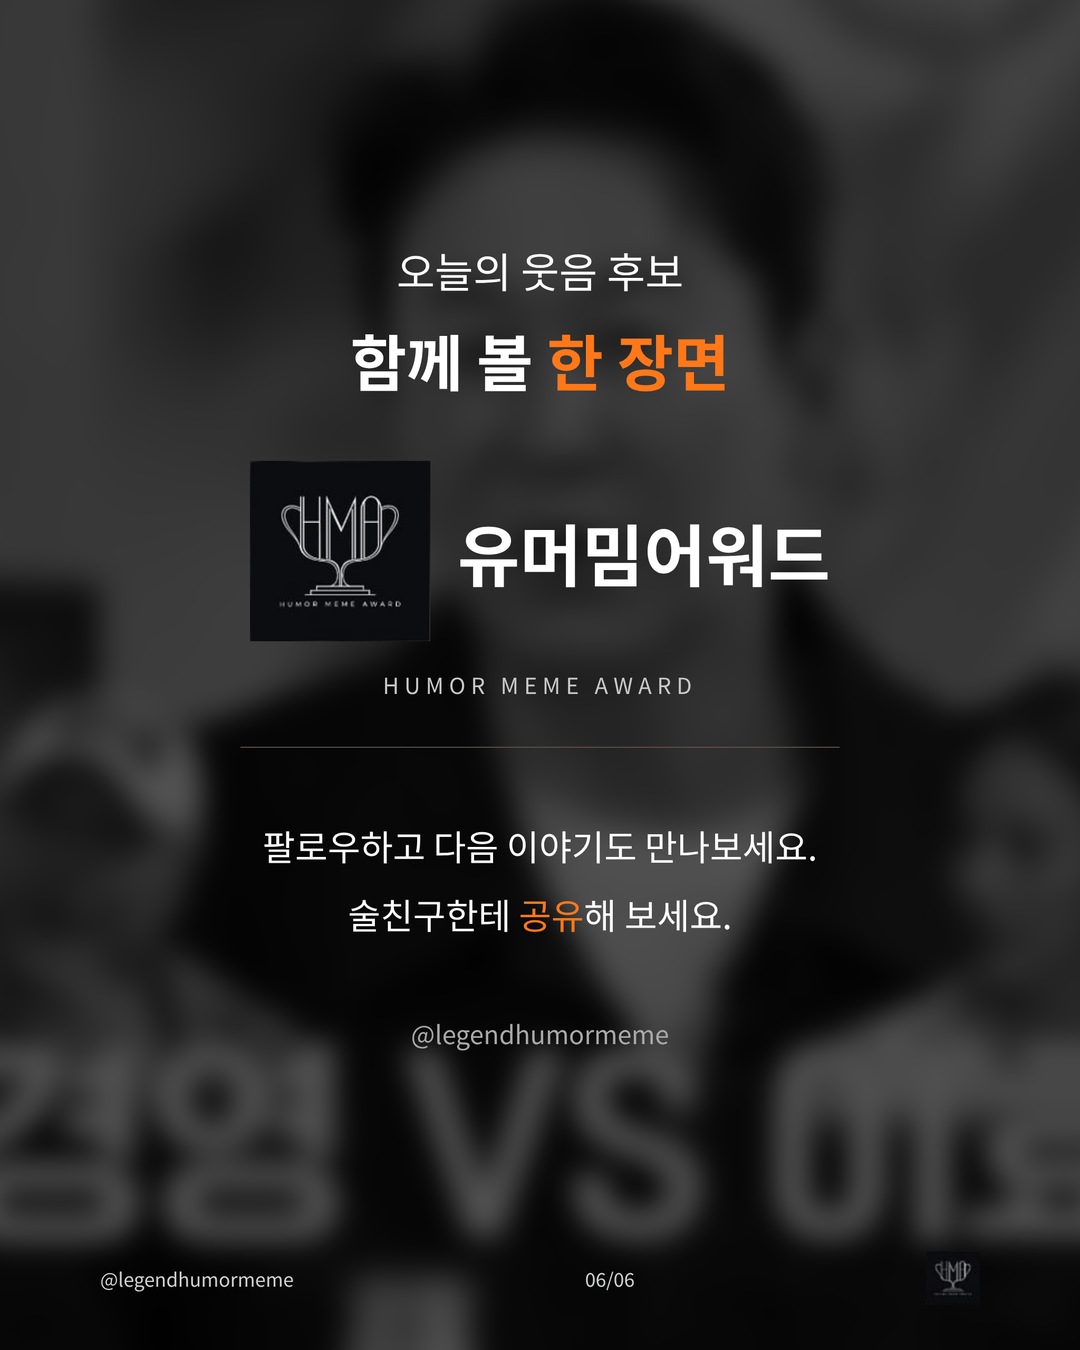 오늘의 웃음 후보
함께 볼 한 장면
HMA
HUMOR MEME AWARD
유머밈어워드
HUMOR MEME AWARD
팔로우하고 다음 이야기도 만나보세요.
술친구한테 공유해 보세요.
@legendhumormeme
VS
@legendhumormeme
06/06
HMA